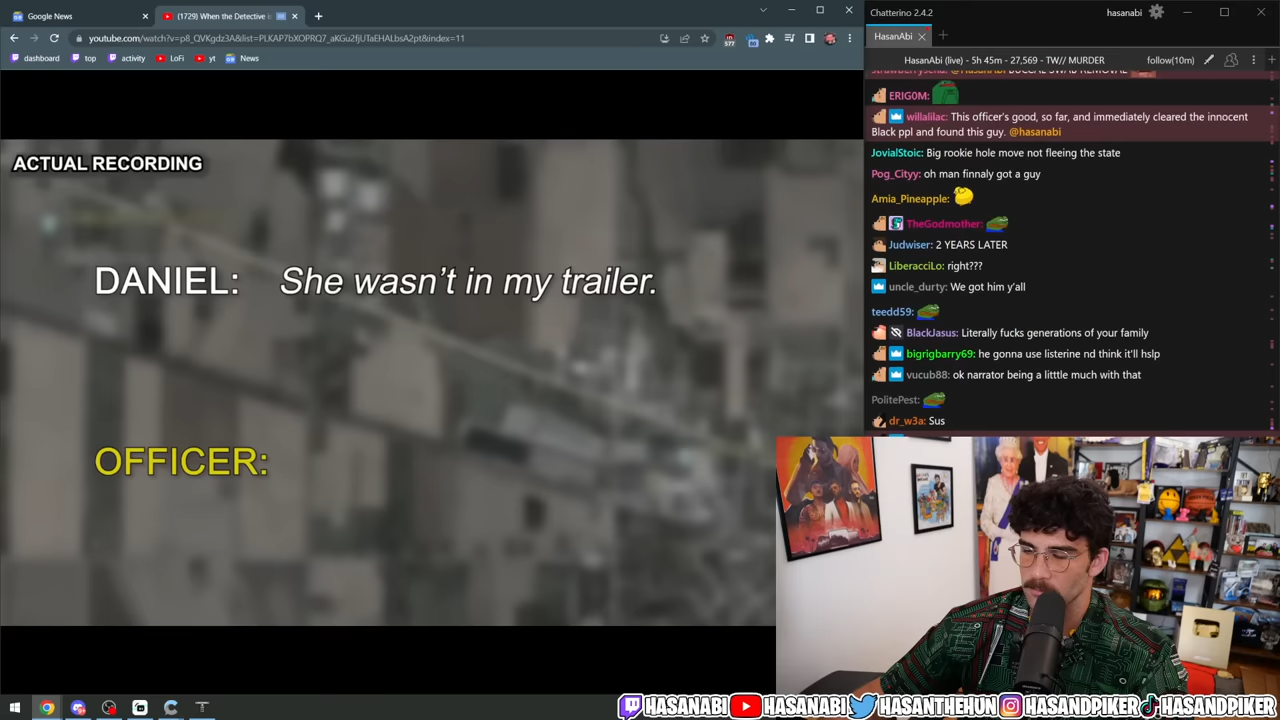 Google News
(1729) When the Detective is
youtube.com/watch?v=p8_QVKgdz3A&list=PLKAP7bXOPRQ7_aKGu2fjUTaEHALbsA2pt&index=11
577
80
dashboard
top
activity
LoFi
yt
News
ACTUAL RECORDING
DANIEL: She wasn't in my trailer.
OFFICER:
Chatterino 2.4.2
hasanabi
HasanAbi
HasanAbi (live) - 5h 45m - 27,569 - TW// MURDER
follow(10m)
ERIG0M:
willalilac: This officer's good, so far, and immediately cleared the innocent
Black ppl and found this guy. @hasanabi
JovialStoic: Big rookie hole move not fleeing the state
Pog_Cityy: oh man finnaly got a guy
Amia_Pineapple:
TheGodmother:
Judwiser: 2 YEARS LATER
LiberacciLo: right???
uncle_durty: We got him y'all
teedd59:
BlackJasus: Literally fucks generations of your family
bigrigbarry69: he gonna use listerine nd think it'll hslp
vucub88: ok narrator being a litttle much with that
PolitePest:
dr_w3a: Sus
HASANABI HASANABI HASANTHEHUN HASANDPIKER HASANDPIKER